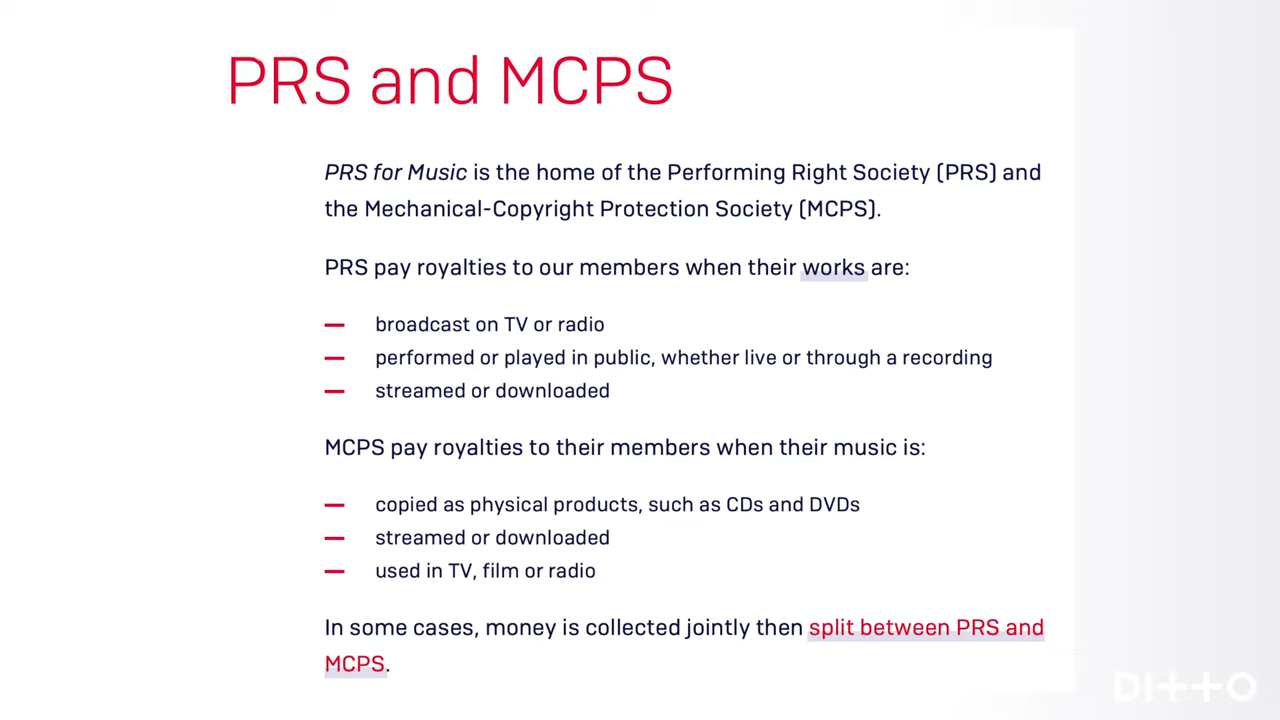 PRS and MCPS
PRS for Music is the home of the Performing Right Society (PRS) and
the Mechanical-Copyright Protection Society (MCPS).
PRS pay royalties to our members when their works are:
— broadcast on TV or radio
— performed or played in public, whether live or through a recording
— streamed or downloaded
MCPS pay royalties to their members when their music is:
— copied as physical products, such as CDs and DVDs
— streamed or downloaded
— used in TV, film or radio
In some cases, money is collected jointly then split between PRS and
MCPS.
DITTO